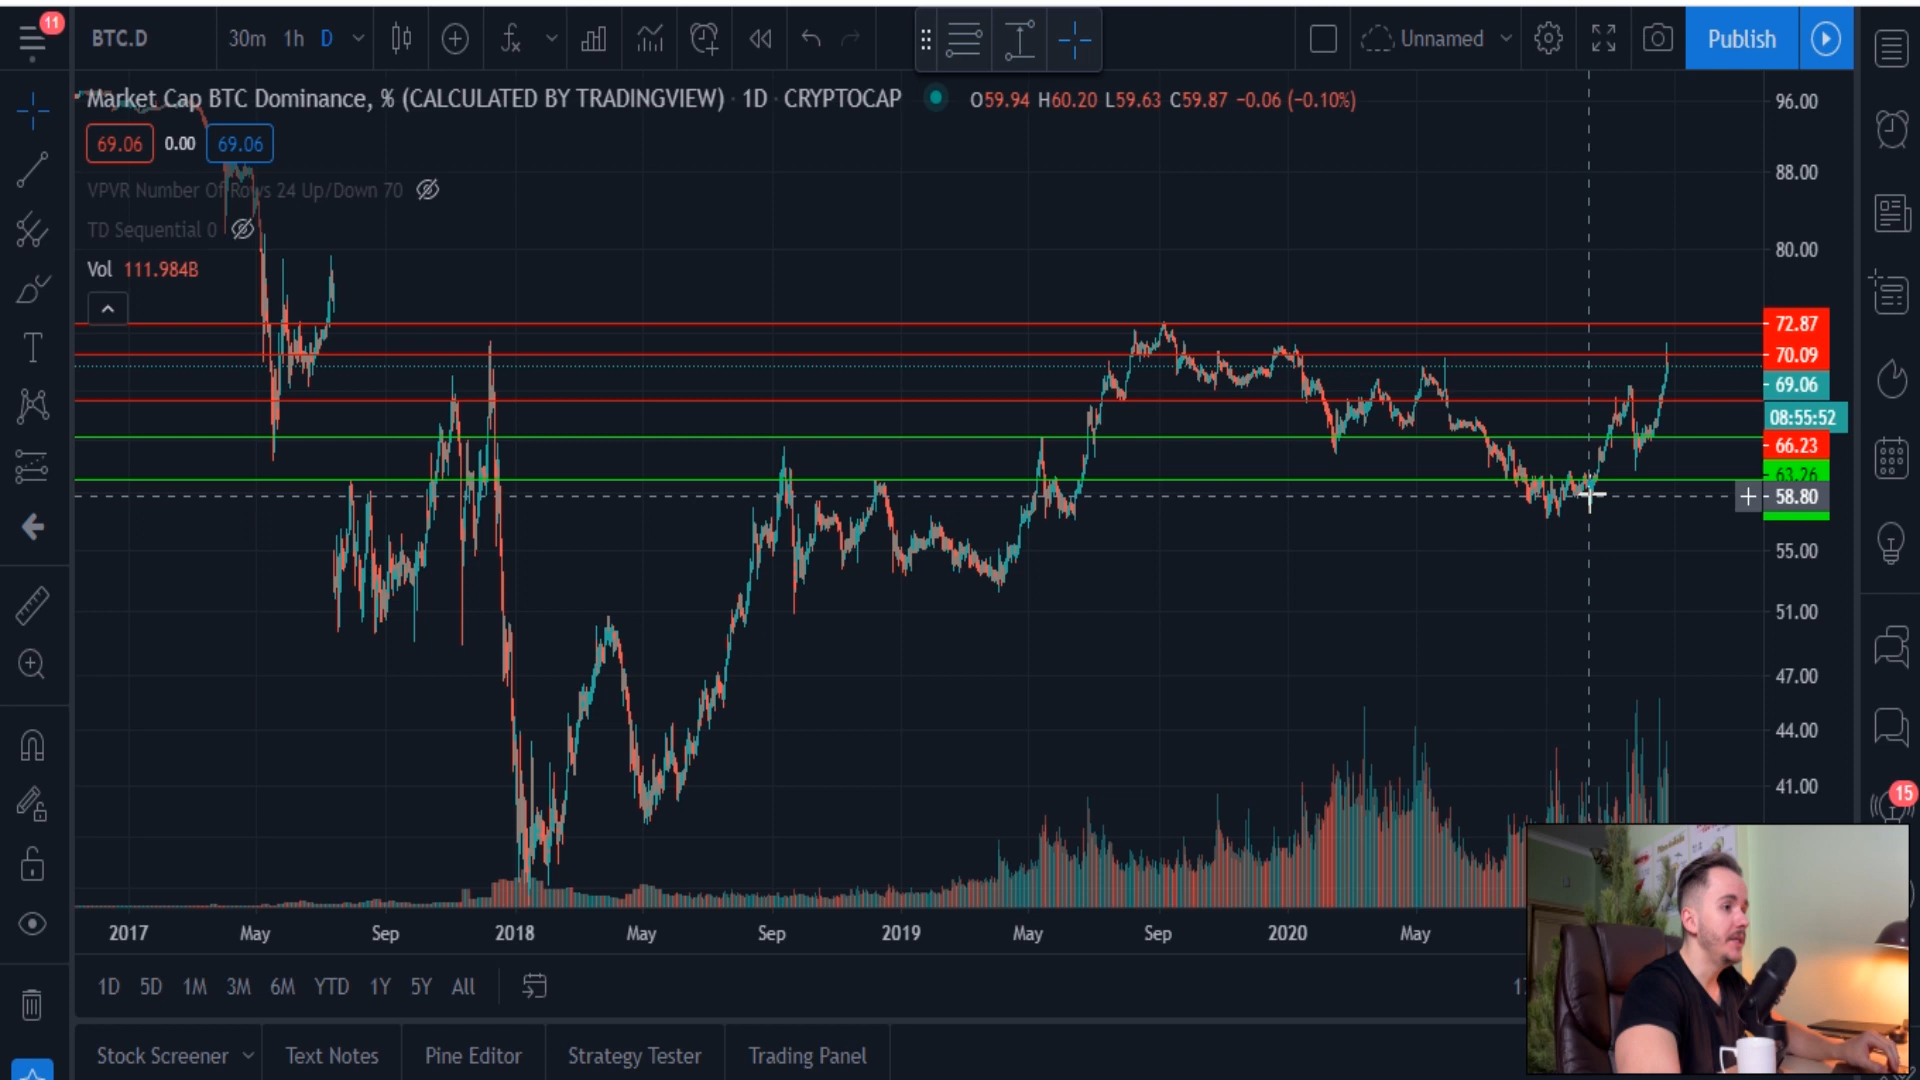 11
BTC.D 30m 1h D Unnamed Publish
Market Cap BTC Dominance, % (CALCULATED BY TRADINGVIEW) · 1D · CRYPTOCAP O59.94 H60.20 L59.63 C59.87 −0.06 (−0.10%)
69.06 0.00 69.06
VPVR Number Of Rows 24 Up/Down 70
TD Sequential 0
Vol 111.984B
96.00
88.00
80.00
72.87
70.09
69.06
08:55:52
66.23
63.26
58.80
55.00
51.00
47.00
44.00
41.00
15
2017 May Sep 2018 May Sep 2019 May Sep 2020 May
1D 5D 1M 3M 6M YTD 1Y 5Y All
Stock Screener Text Notes Pine Editor Strategy Tester Trading Panel